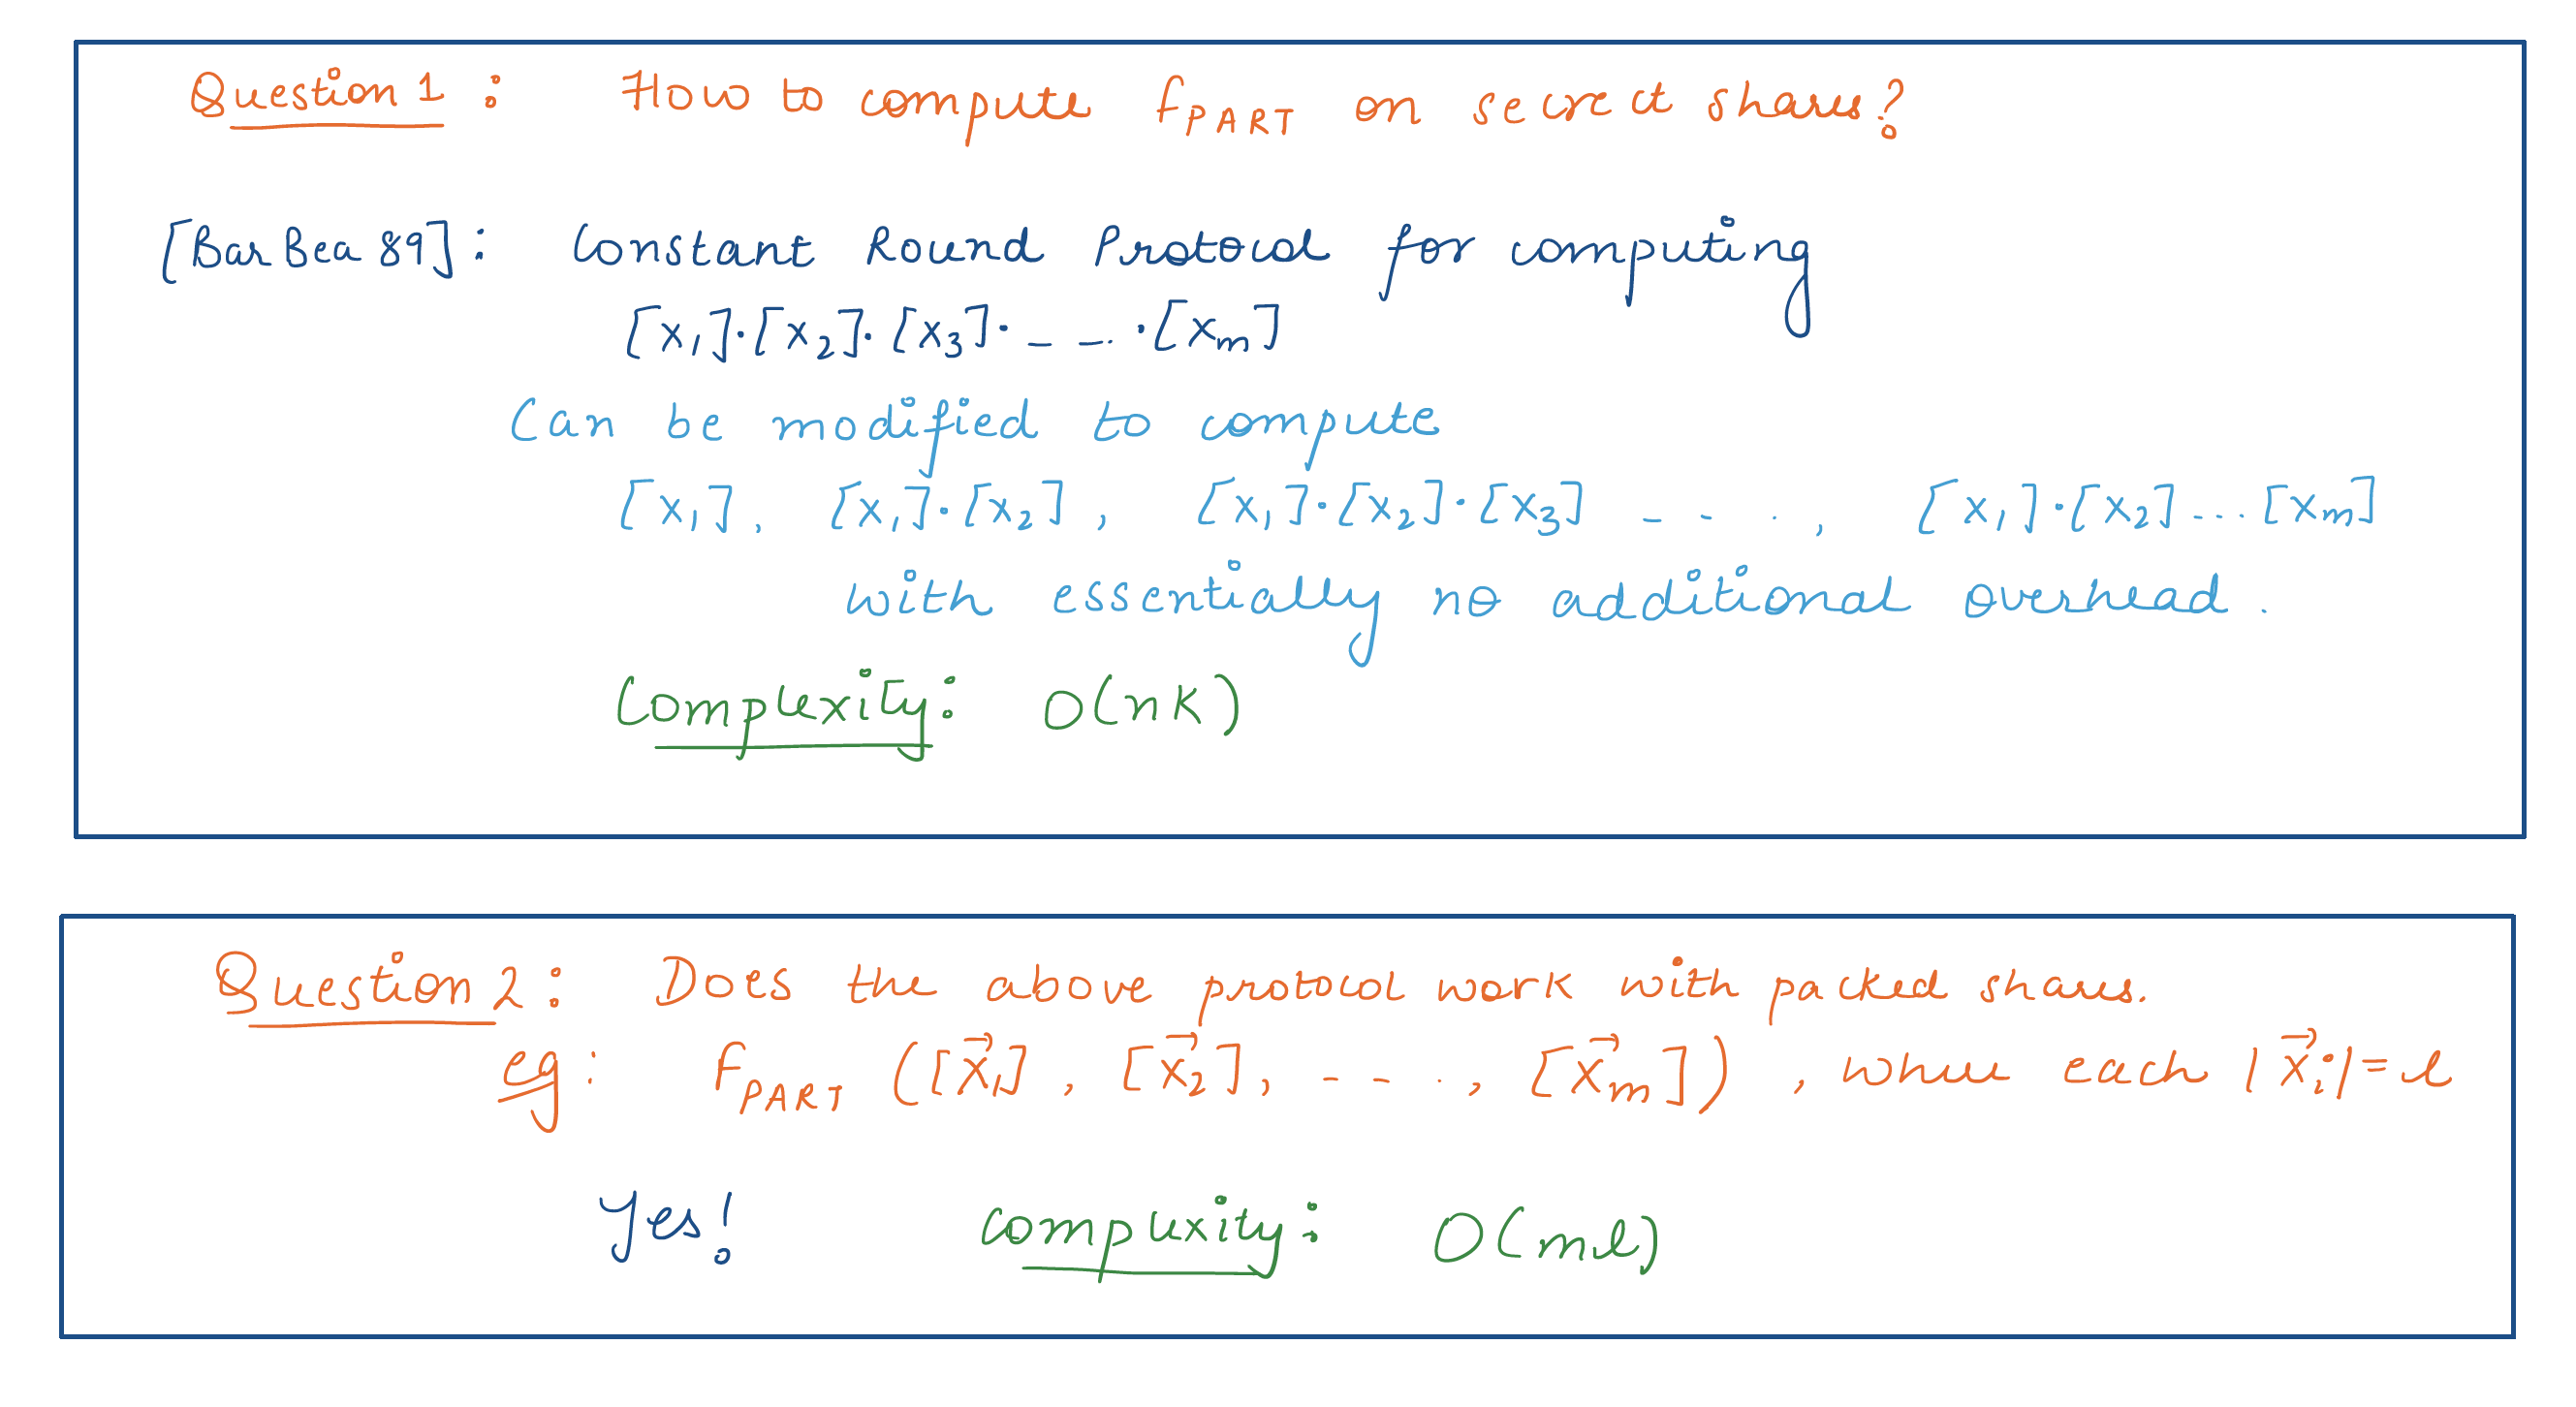 Question 1 : How to compute f_PART on secret shares?
[BarBea 89] : Constant Round Protocol for computing
[x₁]·[x₂]·[x₃]· _ _ .. ·[xₘ]
Can be modified to compute
[x₁], [x₁]·[x₂], [x₁]·[x₂]·[x₃] - - · , [x₁]·[x₂]...[xₘ]
with essentially no additional overhead.
Complexity: O(nK)
Question 2 : Does the above protocol work with packed shares.
eg: f_PART ([x⃗₁], [x⃗₂], - - . , [x⃗ₘ]) , where each |x⃗ᵢ|=l
Yes! Complexity: O(ml)